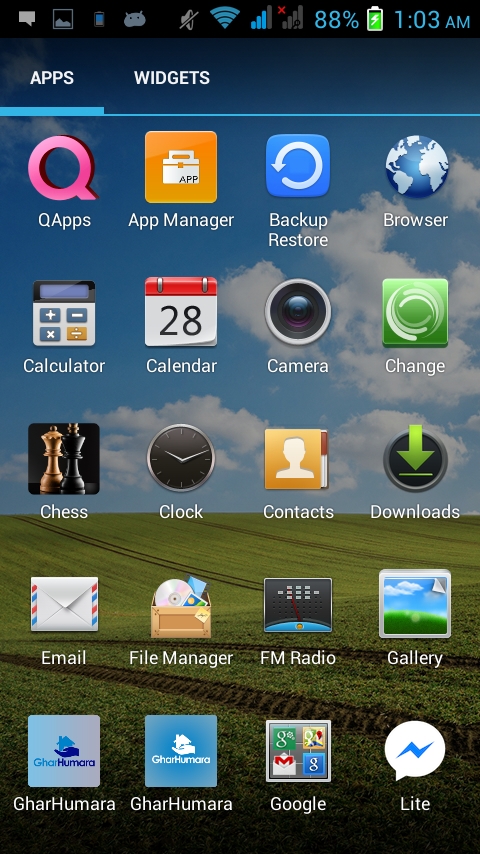 88% 1:03 AM
APPS WIDGETS
QApps
APP
App Manager
Backup
Restore
Browser
28
Calculator Calendar Camera Change
Chess Clock Contacts Downloads
Email File Manager FM Radio Gallery
GharHumara GharHumara
g g 8
GharHumara GharHumara Google Lite